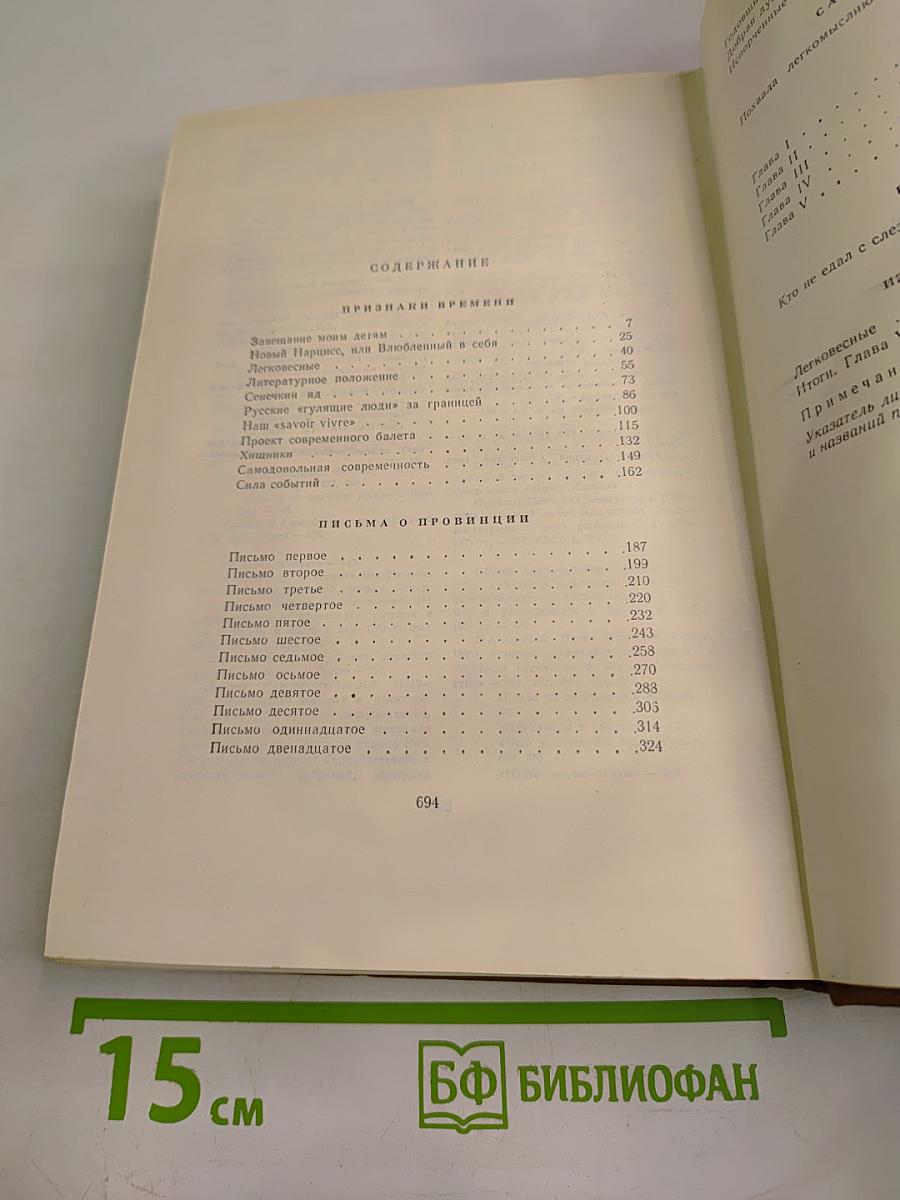 СОДЕРЖАНИЕ
ПРИЗНАКИ ВРЕМЕНИ
Завещание моим детям . . . . . . . . . . . . 7
Новый Нарцисс, или Влюбленный в себя . . . . . . 25
Легковесные . . . . . . . . . . . . . . . 40
Литературное положение . . . . . . . . . . . 55
Сенечкин яд . . . . . . . . . . . . . . . 73
Русские «гулящие люди» за границей . . . . . . . 86
Наш «savoir vivre» . . . . . . . . . . . . . 100
Проект современного балета . . . . . . . . . . 115
Хищники . . . . . . . . . . . . . . . . 132
Самодовольная современность . . . . . . . . . 149
Сила событий . . . . . . . . . . . . . . . 162
ПИСЬМА О ПРОВИНЦИИ
Письмо первое . . . . . . . . . . . . . . . 187
Письмо второе . . . . . . . . . . . . . . . 199
Письмо третье . . . . . . . . . . . . . . . 210
Письмо четвертое . . . . . . . . . . . . . . 220
Письмо пятое . . . . . . . . . . . . . . . 232
Письмо шестое . . . . . . . . . . . . . . . 243
Письмо седьмое . . . . . . . . . . . . . . . 258
Письмо осьмое . . . . . . . . . . . . . . . 270
Письмо девятое . . . . . . . . . . . . . . . 283
Письмо десятое . . . . . . . . . . . . . . . 303
Письмо одиннадцатое . . . . . . . . . . . . . 314
Письмо двенадцатое . . . . . . . . . . . . . 324
694
Добрая
Испорченные
Похвала легкомыслию
Глава I . . . .
Глава II . . . .
Глава III . . . .
Глава IV . . . .
Глава V . . . .
Кто не едал с
Легковесные .
Итоги. Глава V
Указатель
и названий
15 см
БФ БИБЛИОФАН